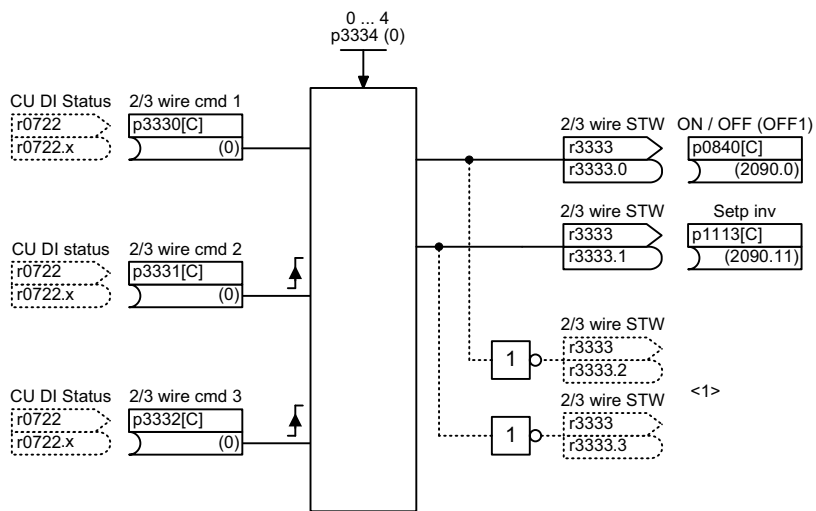 0 ... 4
p3334 (0)
CU DI Status
2/3 wire cmd 1
r0722
p3330[C]
r0722.x
(0)
2/3 wire STW
ON / OFF (OFF1)
r3333
p0840[C]
r3333.0
(2090.0)
2/3 wire STW
Setp inv
r3333
p1113[C]
r3333.1
(2090.11)
CU DI status
2/3 wire cmd 2
r0722
p3331[C]
r0722.x
(0)
2/3 wire STW
1
r3333
r3333.2
<1>
CU DI Status
2/3 wire cmd 3
r0722
p3332[C]
r0722.x
(0)
2/3 wire STW
1
r3333
r3333.3